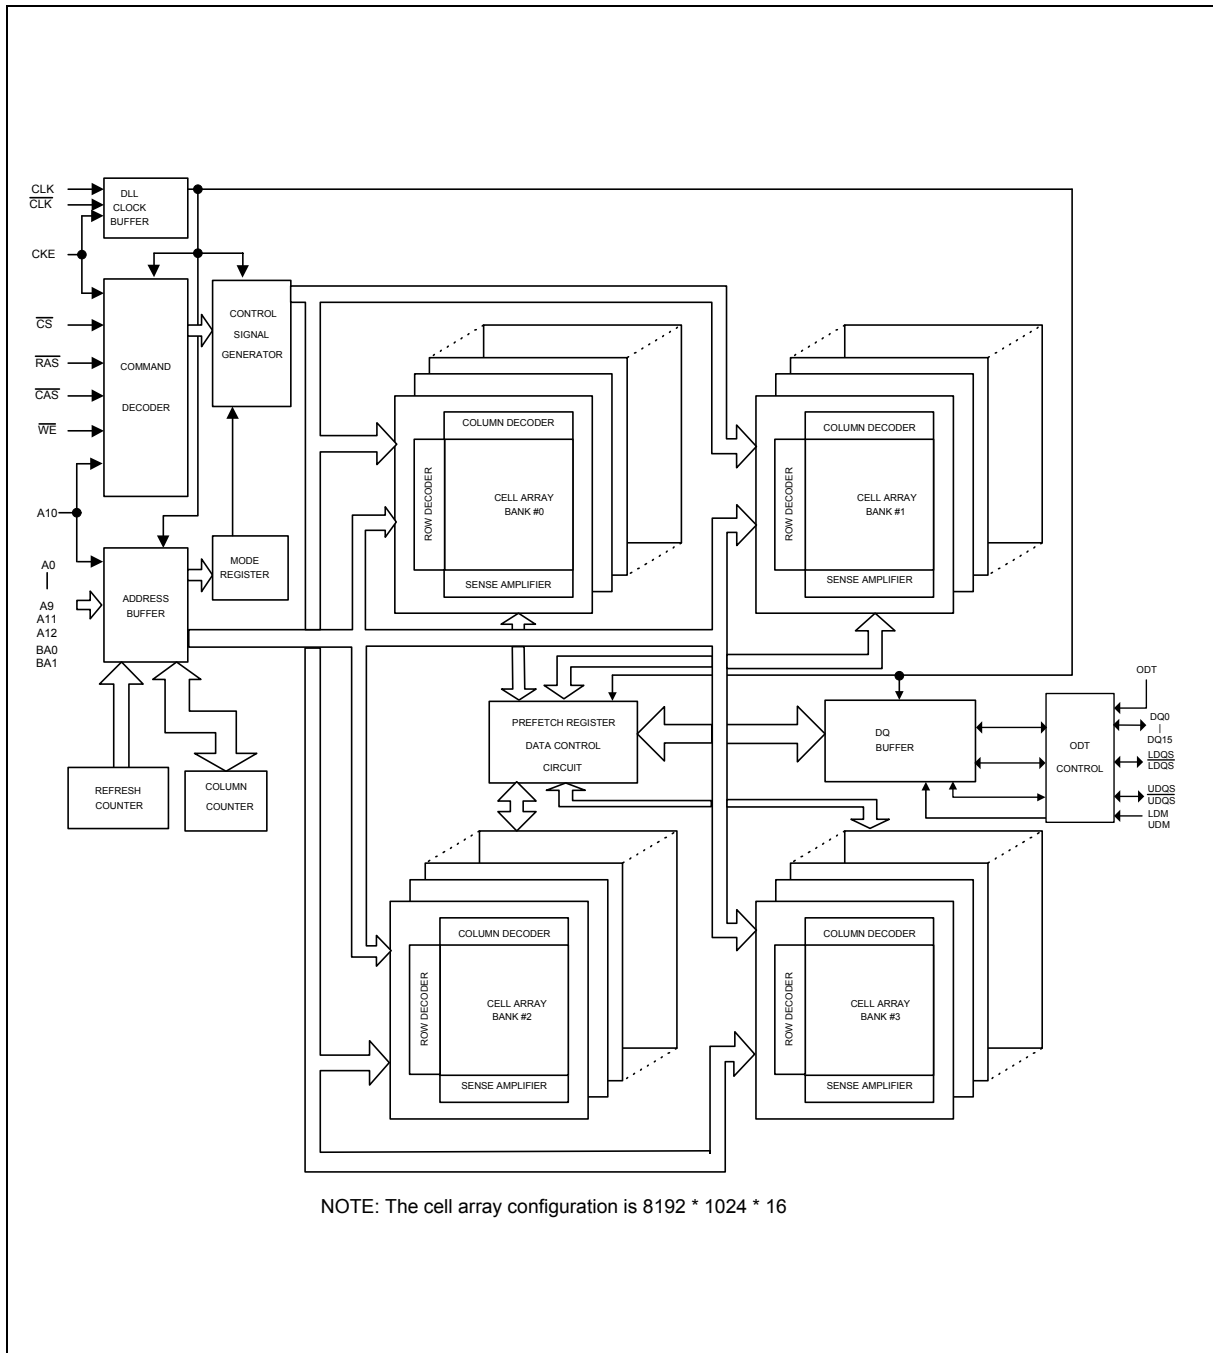 CLK
CLK
CKE
CS
RAS
CAS
WE
A10
A0
A9
A11
A12
BA0
BA1
DLL
CLOCK
BUFFER
COMMAND
DECODER
CONTROL
SIGNAL
GENERATOR
MODE
REGISTER
ADDRESS
BUFFER
REFRESH
COUNTER
COLUMN
COUNTER
COLUMN DECODER
ROW DECODER
CELL ARRAY
BANK #0
SENSE AMPLIFIER
COLUMN DECODER
ROW DECODER
CELL ARRAY
BANK #1
SENSE AMPLIFIER
PREFETCH REGISTER
DATA CONTROL
CIRCUIT
DQ
BUFFER
ODT
CONTROL
ODT
DQ0
|
DQ15
LDQS
LDQS
UDQS
UDQS
LDM
UDM
COLUMN DECODER
ROW DECODER
CELL ARRAY
BANK #2
SENSE AMPLIFIER
COLUMN DECODER
ROW DECODER
CELL ARRAY
BANK #3
SENSE AMPLIFIER
NOTE: The cell array configuration is 8192 * 1024 * 16